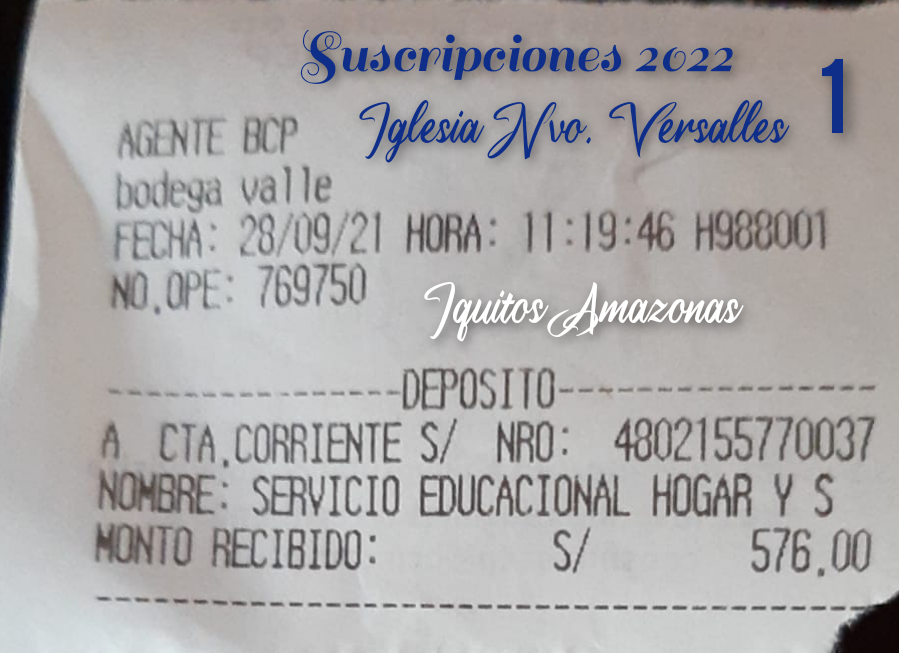 Suscripciones 2022
Iglesia Nvo. Versalles
1
AGENTE BCP
bodega valle
FECHA: 28/09/21 HORA: 11:19:46 H988001
NO.OPE: 769750
Iquitos Amazonas
---------------DEPOSITO----------------
A CTA.CORRIENTE S/ NRO: 4802155770037
NOMBRE: SERVICIO EDUCACIONAL HOGAR Y S
MONTO RECIBIDO: S/ 576.00